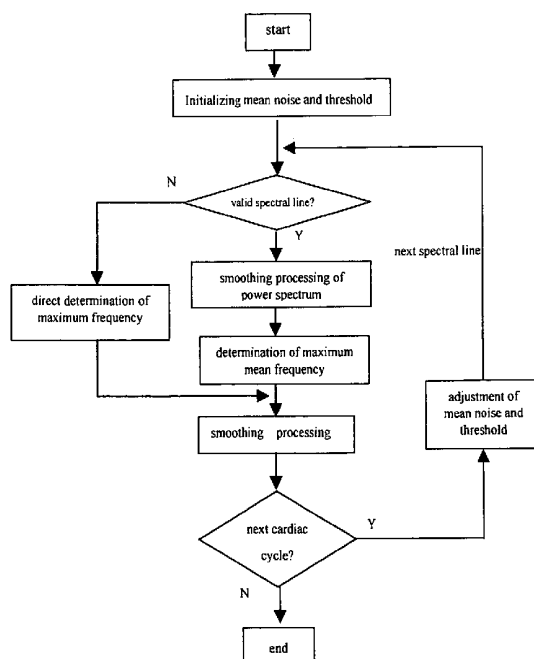 start
Initializing mean noise and threshold
N
valid spectral line?
Y
next spectral line
smoothing processing of
power spectrum
direct determination of
maximum frequency
determination of maximum
mean frequency
adjustment of
mean noise and
threshold
smoothing processing
next cardiac
cycle?
Y
N
end